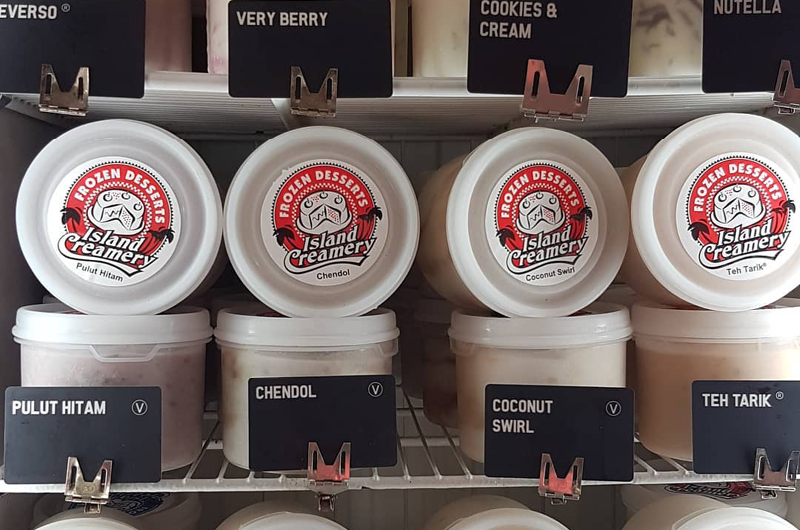 EVERSO ®
VERY BERRY
COOKIES &
CREAM
NUTELLA
FROZEN DESSERTS
Island
Creamery
Pulut Hitam
FROZEN DESSERTS
Island
Creamery
Chendol
FROZEN DESSERTS
Island
Creamery
Coconut Swirl
FROZEN DESSERTS
Island
Creamery
Teh Tarik®
PULUT HITAM V
CHENDOL V
COCONUT V
SWIRL
TEH TARIK ®